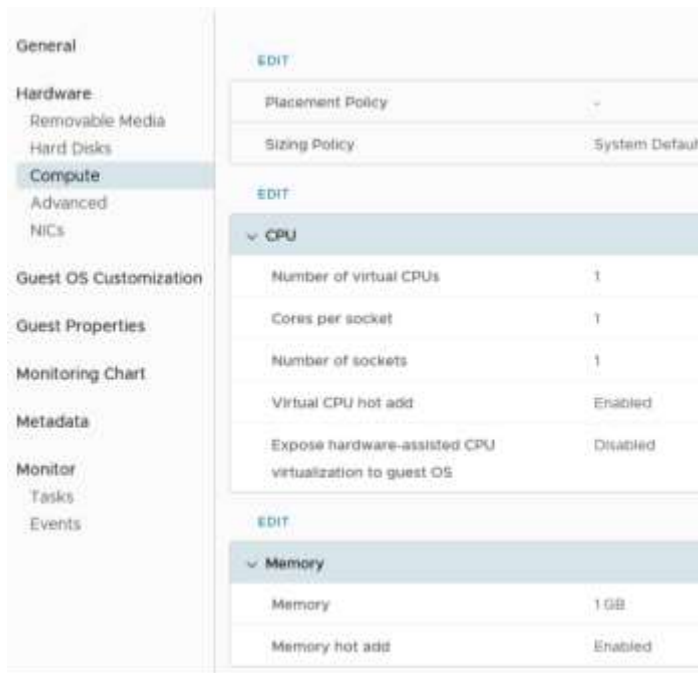 General
Hardware
Removable Media
Hard Disks
Compute
Advanced
NICs
Guest OS Customization
Guest Properties
Monitoring Chart
Metadata
Monitor
Tasks
Events
EDIT
Placement Policy -
Sizing Policy System Defaul
EDIT
CPU
Number of virtual CPUs 1
Cores per socket 1
Number of sockets 1
Virtual CPU hot add Enabled
Expose hardware-assisted CPU Disabled
virtualization to guest OS
EDIT
Memory
Memory 1 GB
Memory hot add Enabled